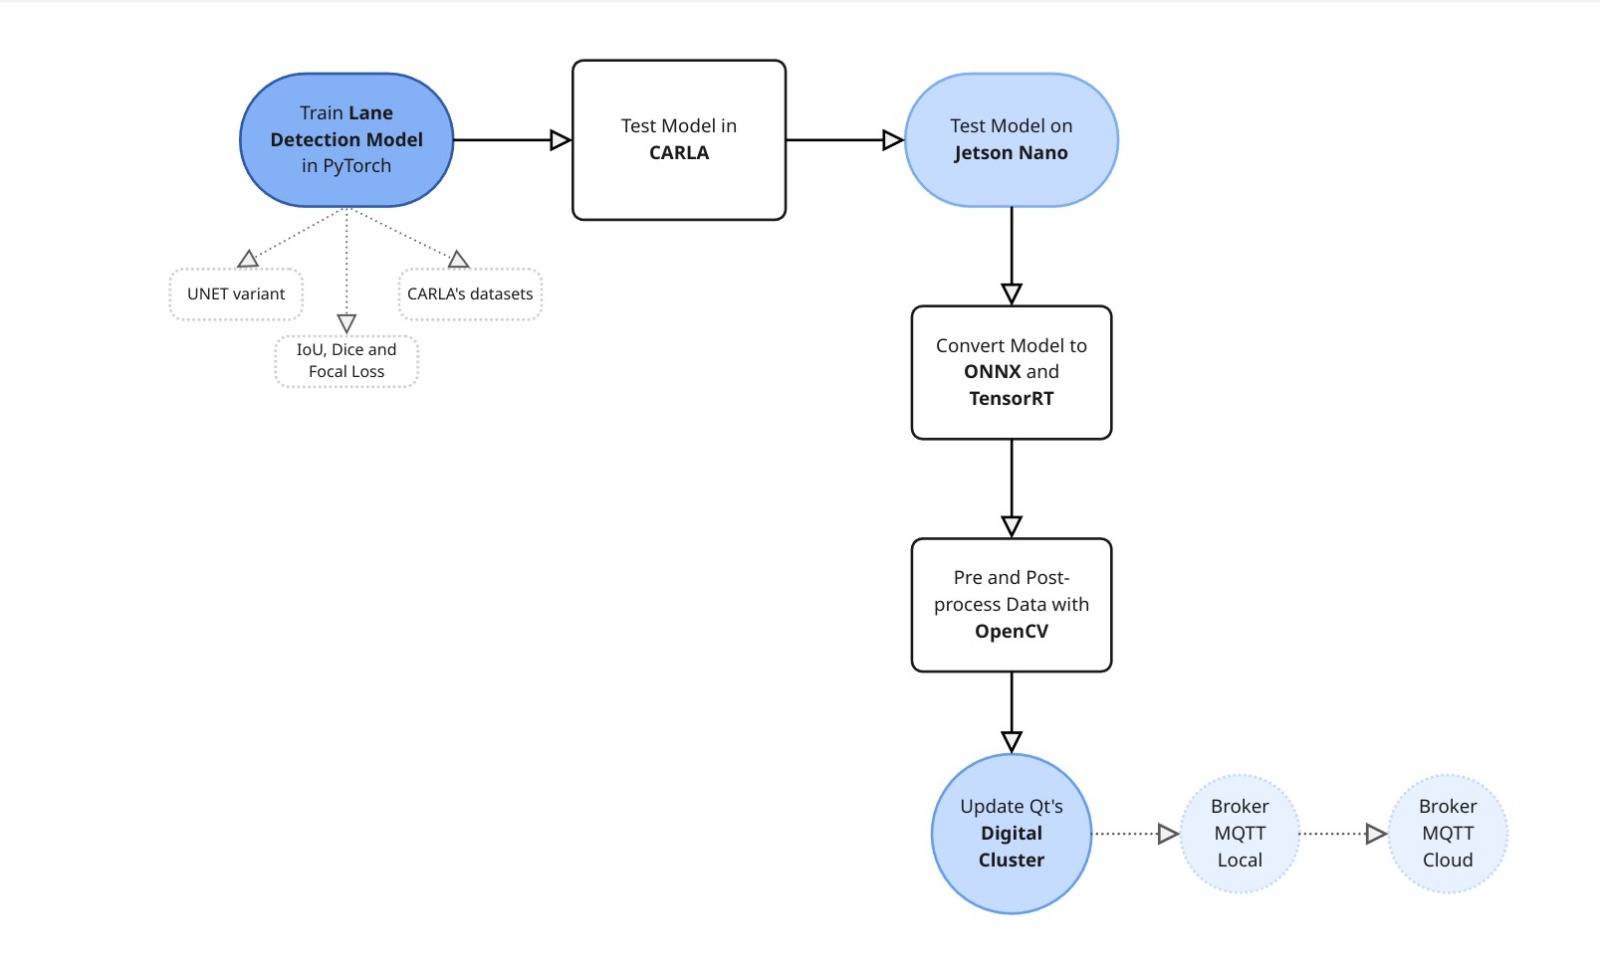 Train Lane
Detection Model
in PyTorch
Test Model in
CARLA
Test Model on
Jetson Nano
UNET variant
CARLA's datasets
IoU, Dice and
Focal Loss
Convert Model to
ONNX and
TensorRT
Pre and Post-
process Data with
OpenCV
Update Qt's
Digital
Cluster
Broker
MQTT
Local
Broker
MQTT
Cloud